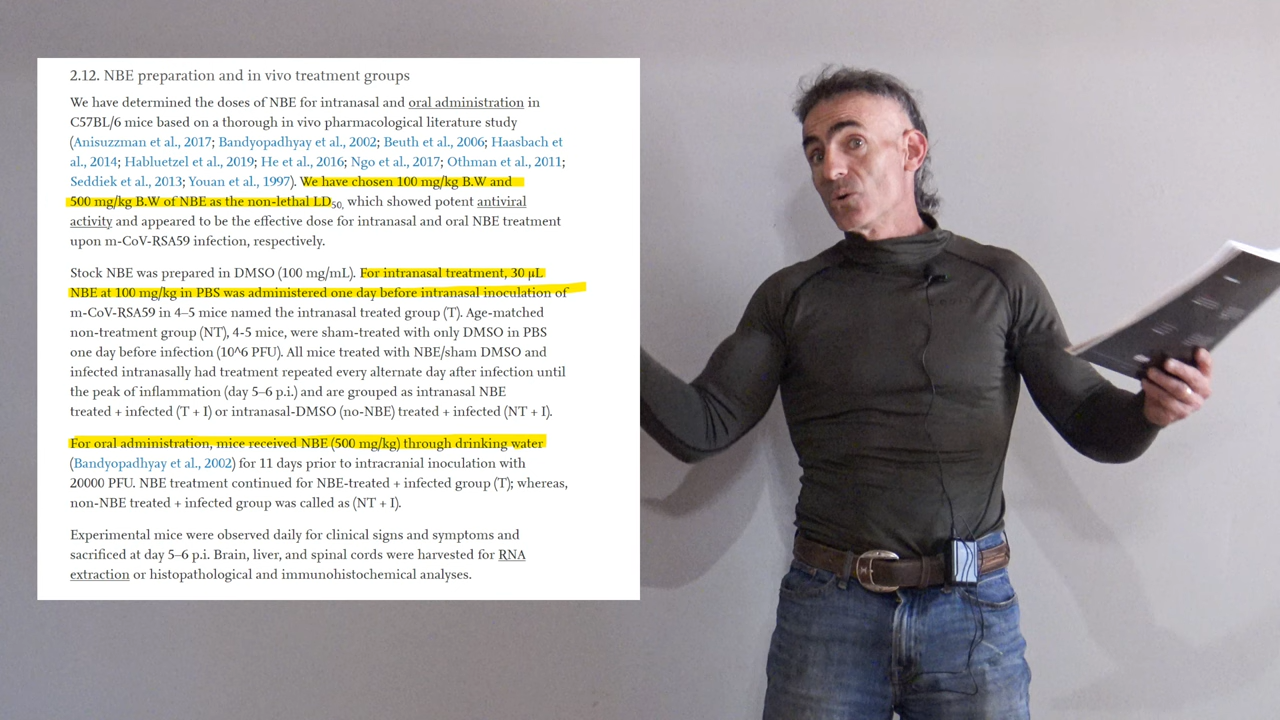 2.12. NBE preparation and in vivo treatment groups
We have determined the doses of NBE for intranasal and oral administration in
C57BL/6 mice based on a thorough in vivo pharmacological literature study
(Anisuzzman et al., 2017; Bandyopadhyay et al., 2002; Beuth et al., 2006; Haasbach et
al., 2014; Habluetzel et al., 2019; He et al., 2016; Ngo et al., 2017; Othman et al., 2011;
Seddiek et al., 2013; Youan et al., 1997). We have chosen 100 mg/kg B.W and
500 mg/kg B.W of NBE as the non-lethal LD50, which showed potent antiviral
activity and appeared to be the effective dose for intranasal and oral NBE treatment
upon m-CoV-RSA59 infection, respectively.
Stock NBE was prepared in DMSO (100 mg/mL). For intranasal treatment, 30 μL
NBE at 100 mg/kg in PBS was administered one day before intranasal inoculation of
m-CoV-RSA59 in 4–5 mice named the intranasal treated group (T). Age-matched
non-treatment group (NT), 4-5 mice, were sham-treated with only DMSO in PBS
one day before infection (10^6 PFU). All mice treated with NBE/sham DMSO and
infected intranasally had treatment repeated every alternate day after infection until
the peak of inflammation (day 5–6 p.i.) and are grouped as intranasal NBE
treated + infected (T + I) or intranasal-DMSO (no-NBE) treated + infected (NT + I).
For oral administration, mice received NBE (500 mg/kg) through drinking water
(Bandyopadhyay et al., 2002) for 11 days prior to intracranial inoculation with
20000 PFU. NBE treatment continued for NBE-treated + infected group (T); whereas,
non-NBE treated + infected group was called as (NT + I).
Experimental mice were observed daily for clinical signs and symptoms and
sacrificed at day 5–6 p.i. Brain, liver, and spinal cords were harvested for RNA
extraction or histopathological and immunohistochemical analyses.